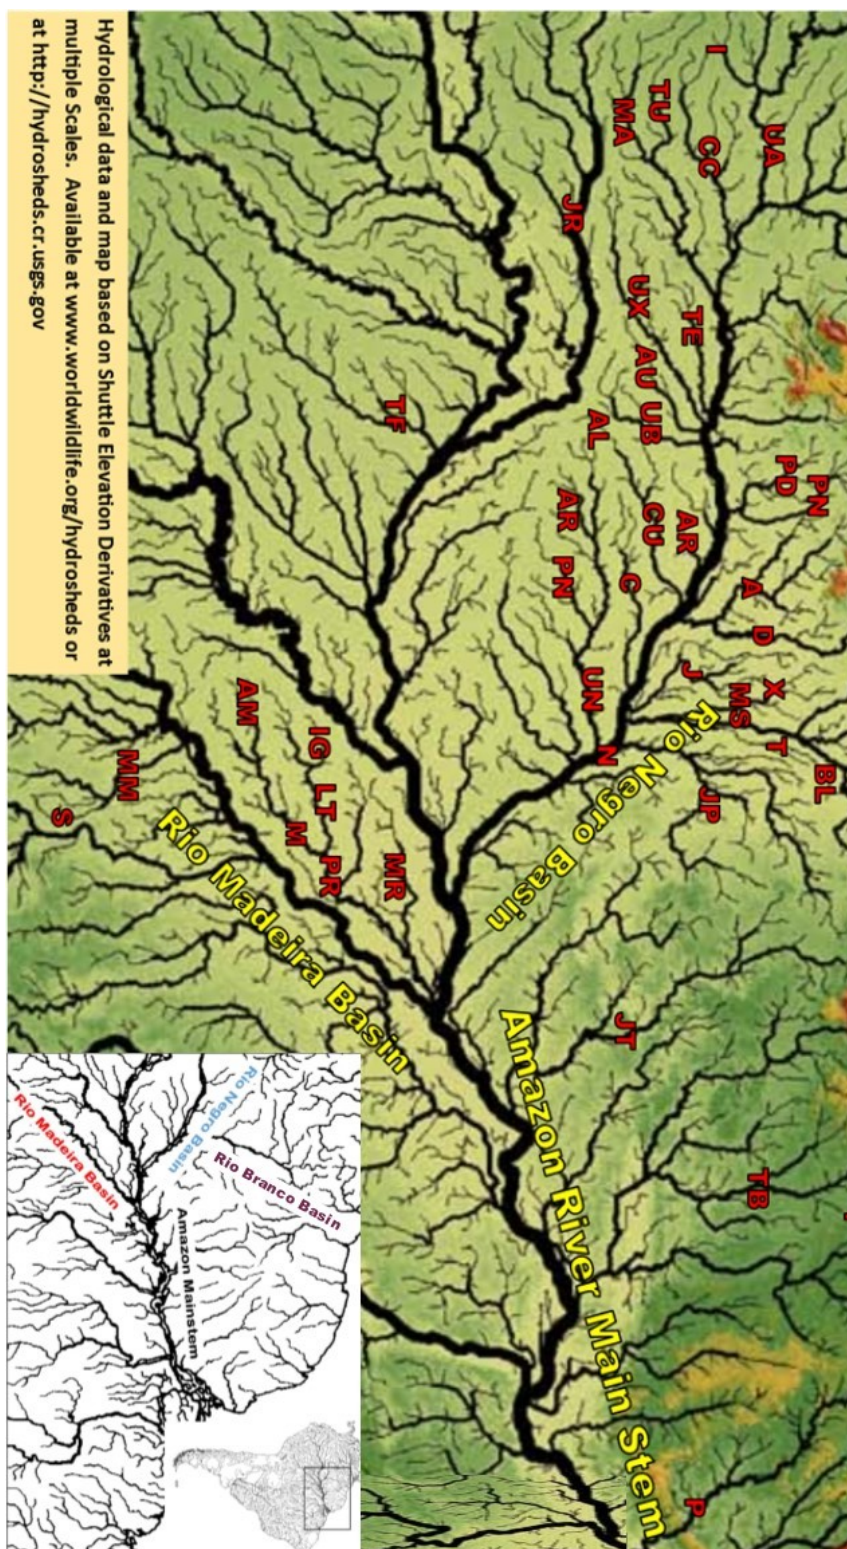 PN
BL
PD
UA
X
T
D
TB
A
MS
I
CC
JP
P
TE
J
AR
TU
CU
UB
AU
UX
C
JT
MA
N
AL
UN
JR
AR
PN
Rio Negro Basin
Amazon River Main Stem
TF
MR
PR
LT
IG
M
AM
Rio Madeira Basin
MM
S
Hydrological data and map based on Shuttle Elevation Derivatives at
multiple Scales. Available at www.worldwildlife.org/hydrosheds or
at http://hydrosheds.cr.usgs.gov
Rio Branco Basin
Rio Negro Basin
Amazon Mainstem
Rio Madeira Basin